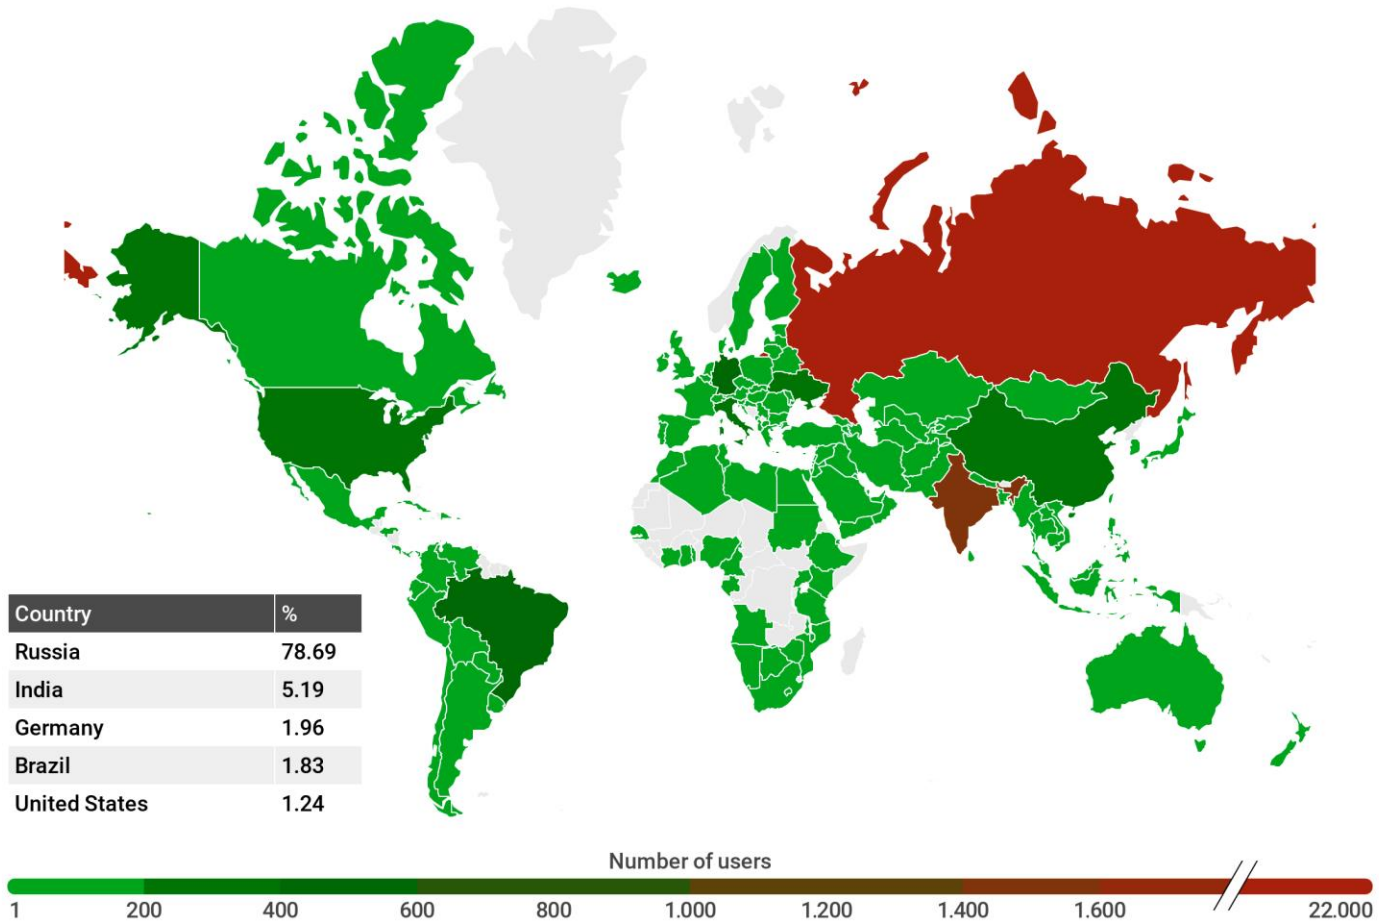 Country %
Russia 78.69
India 5.19
Germany 1.96
Brazil 1.83
United States 1.24
Number of users
1 200 400 600 800 1.000 1.200 1.400 1.600 22.000